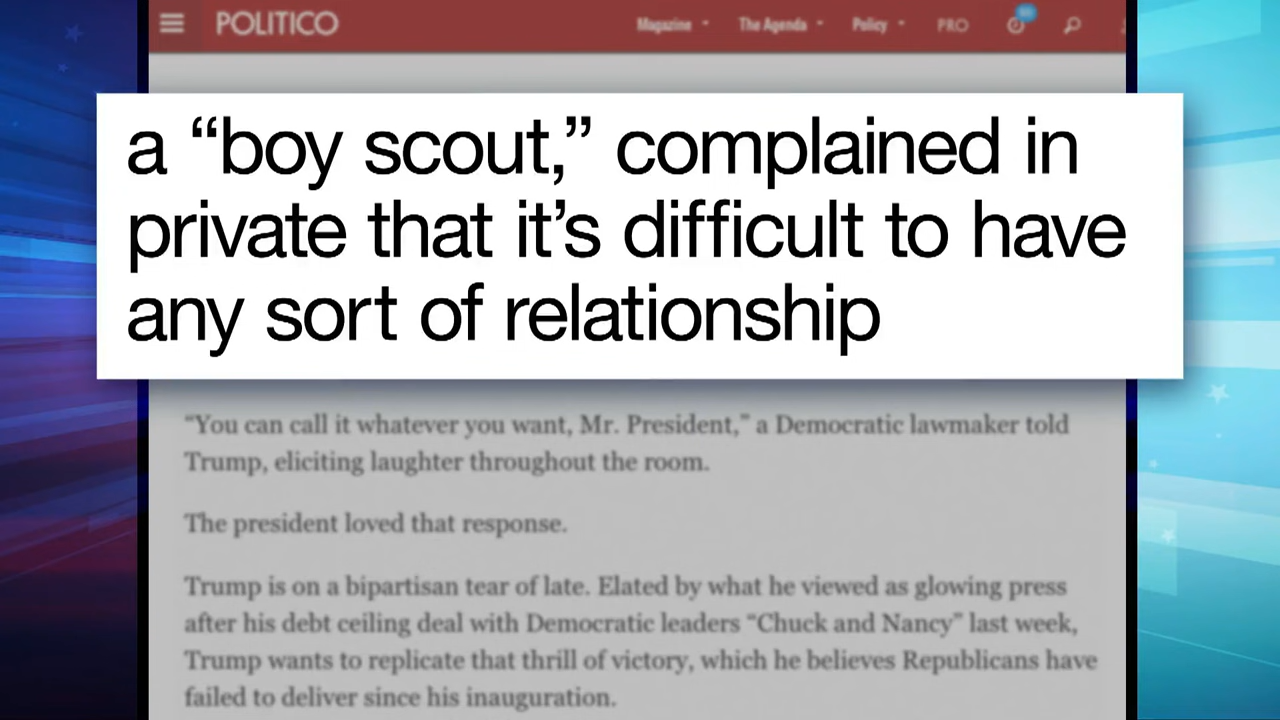 POLITICO Magazine The Agenda Policy PRO
a “boy scout,” complained in
private that it’s difficult to have
any sort of relationship
“You can call it whatever you want, Mr. President,” a Democratic lawmaker told
Trump, eliciting laughter throughout the room.
The president loved that response.
Trump is on a bipartisan tear of late. Elated by what he viewed as glowing press
after his debt ceiling deal with Democratic leaders “Chuck and Nancy” last week,
Trump wants to replicate that thrill of victory, which he believes Republicans have
failed to deliver since his inauguration.